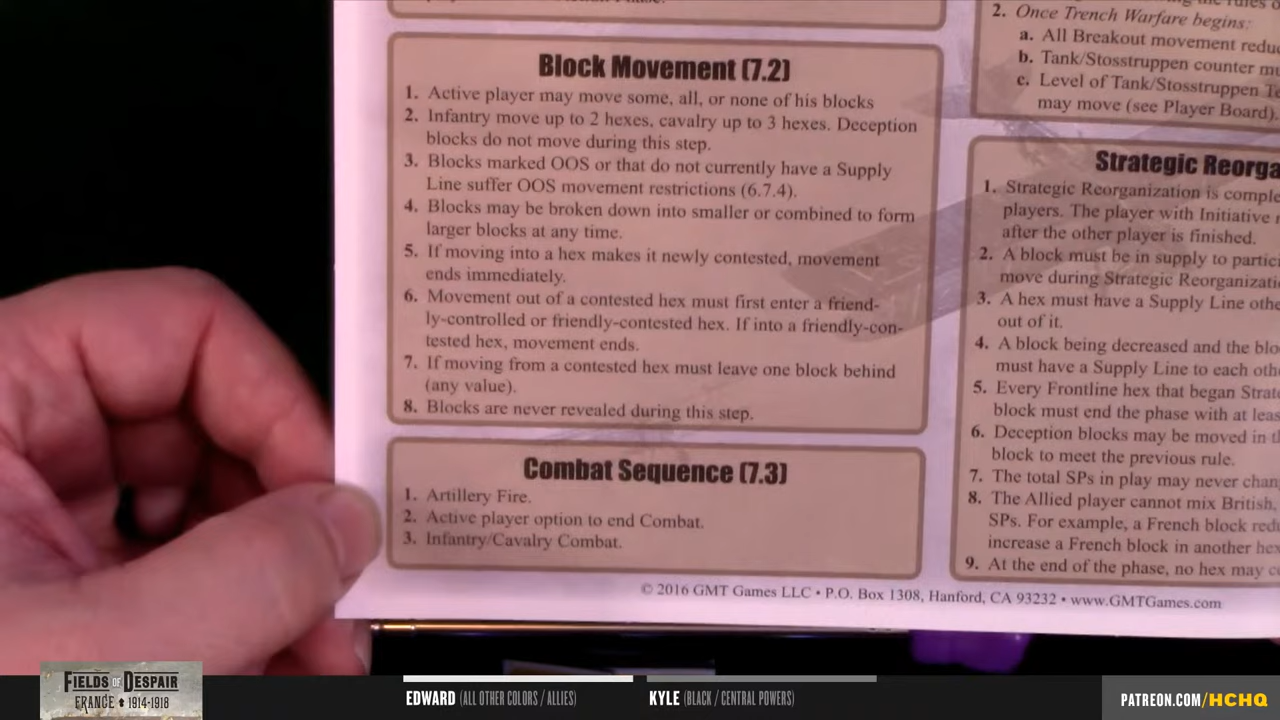 Block Movement (7.2)
1. Active player may move some, all, or none of his blocks
2. Infantry move up to 2 hexes, cavalry up to 3 hexes. Deception
blocks do not move during this step.
3. Blocks marked OOS or that do not currently have a Supply
Line suffer OOS movement restrictions (6.7.4).
4. Blocks may be broken down into smaller or combined to form
larger blocks at any time.
5. If moving into a hex makes it newly contested, movement
ends immediately.
6. Movement out of a contested hex must first enter a friend-
ly-controlled or friendly-contested hex. If into a friendly-con-
tested hex, movement ends.
7. If moving from a contested hex must leave one block behind
(any value).
8. Blocks are never revealed during this step.
Combat Sequence (7.3)
1. Artillery Fire.
2. Active player option to end Combat.
3. Infantry/Cavalry Combat.
2. Once Trench Warfare begins:
a. All Breakout movement redu
b. Tank/Stosstruppen counter mu
c. Level of Tank/Stosstruppen Te
may move (see Player Board).
Strategic Reorga
1. Strategic Reorganization is comple
players. The player with Initiative
after the other player is finished.
2. A block must be in supply to partici
move during Strategic Reorganizati
3. A hex must have a Supply Line othe
out of it.
4. A block being decreased and the blo
must have a Supply Line to each oth
5. Every Frontline hex that began Strat
block must end the phase with at leas
6. Deception blocks may be moved in t
block to meet the previous rule.
7. The total SPs in play may never chan
8. The Allied player cannot mix British,
SPs. For example, a French block red
increase a French block in another hex
9. At the end of the phase, no hex may c
© 2016 GMT Games LLC • P.O. Box 1308, Hanford, CA 93232 • www.GMTGames.com
FIELDS OF DESPAIR
FRANCE 1914-1918
EDWARD (ALL OTHER COLORS / ALLIES)
KYLE (BLACK / CENTRAL POWERS)
PATREON.COM/HCHQ